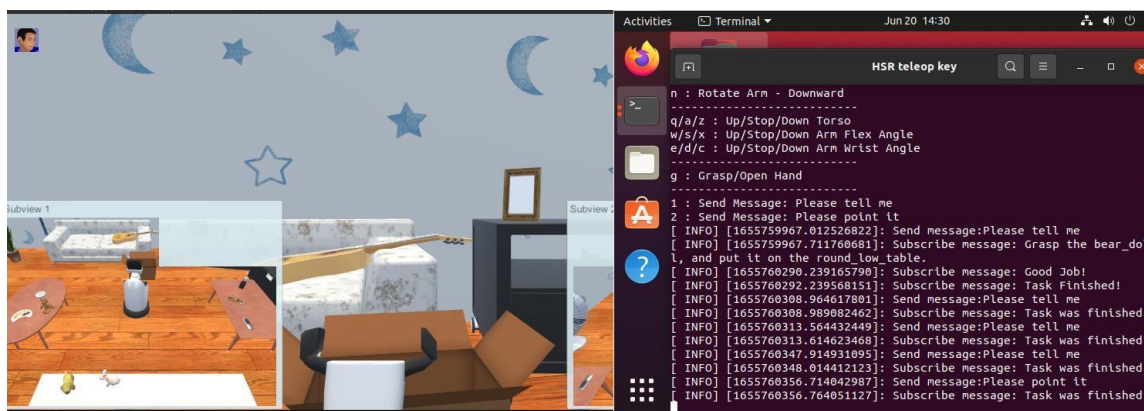 Subview 1
Subview 2
Activities
Terminal
Jun 20 14:30
HSR teleop key
n : Rotate Arm - Downward
---------------------------
q/a/z : Up/Stop/Down Torso
w/s/x : Up/Stop/Down Arm Flex Angle
e/d/c : Up/Stop/Down Arm Wrist Angle
---------------------------
g : Grasp/Open Hand
---------------------------
1 : Send Message: Please tell me
2 : Send Message: Please point it
[ INFO] [1655759967.012526822]: Send message:Please tell me
[ INFO] [1655759967.711760681]: Subscribe message: Grasp the bear_do
l, and put it on the round_low_table.
[ INFO] [1655760290.239165790]: Subscribe message: Good Job!
[ INFO] [1655760292.239568151]: Subscribe message: Task Finished!
[ INFO] [1655760308.964617801]: Send message:Please tell me
[ INFO] [1655760308.989082462]: Subscribe message: Task was finished
[ INFO] [1655760313.564432449]: Send message:Please tell me
[ INFO] [1655760313.614623468]: Subscribe message: Task was finished
[ INFO] [1655760347.914931095]: Send message:Please tell me
[ INFO] [1655760348.014412123]: Subscribe message: Task was finished
[ INFO] [1655760356.714042987]: Send message:Please point it
[ INFO] [1655760356.764051127]: Subscribe message: Task was finished